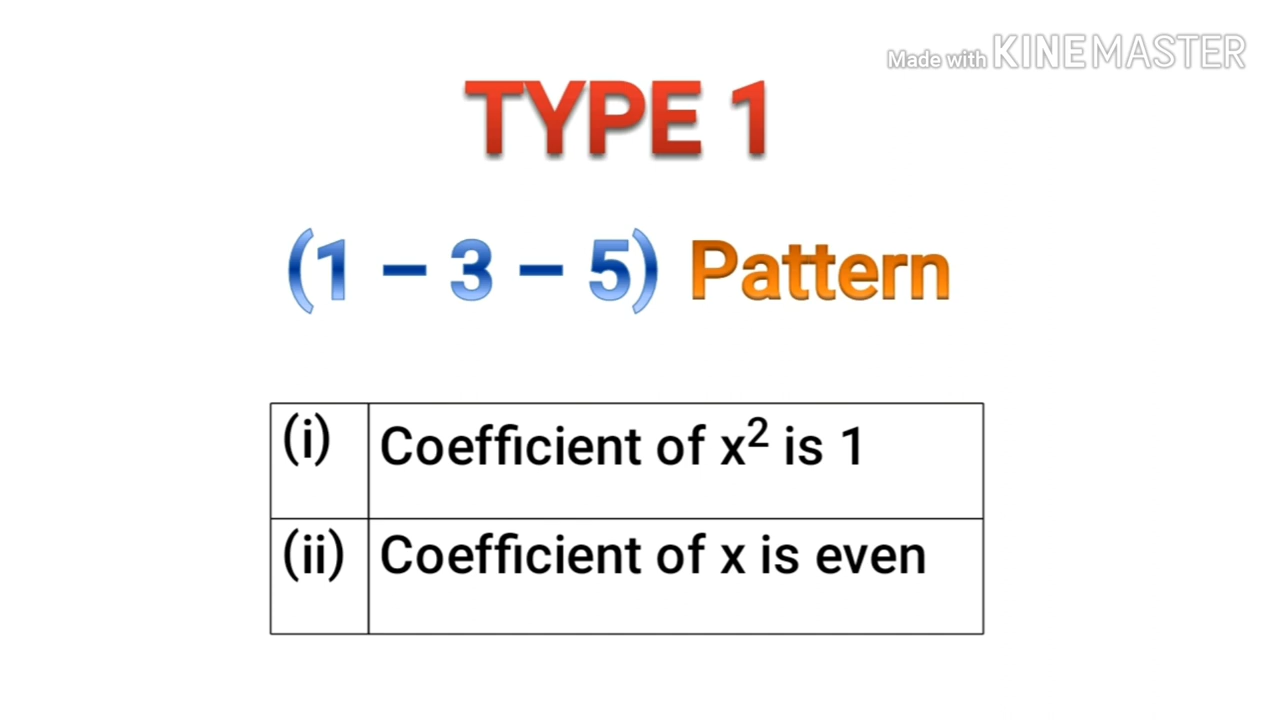 Made with KINEMASTER
TYPE 1
(1 – 3 – 5) Pattern
(i) Coefficient of x² is 1
(ii) Coefficient of x is even